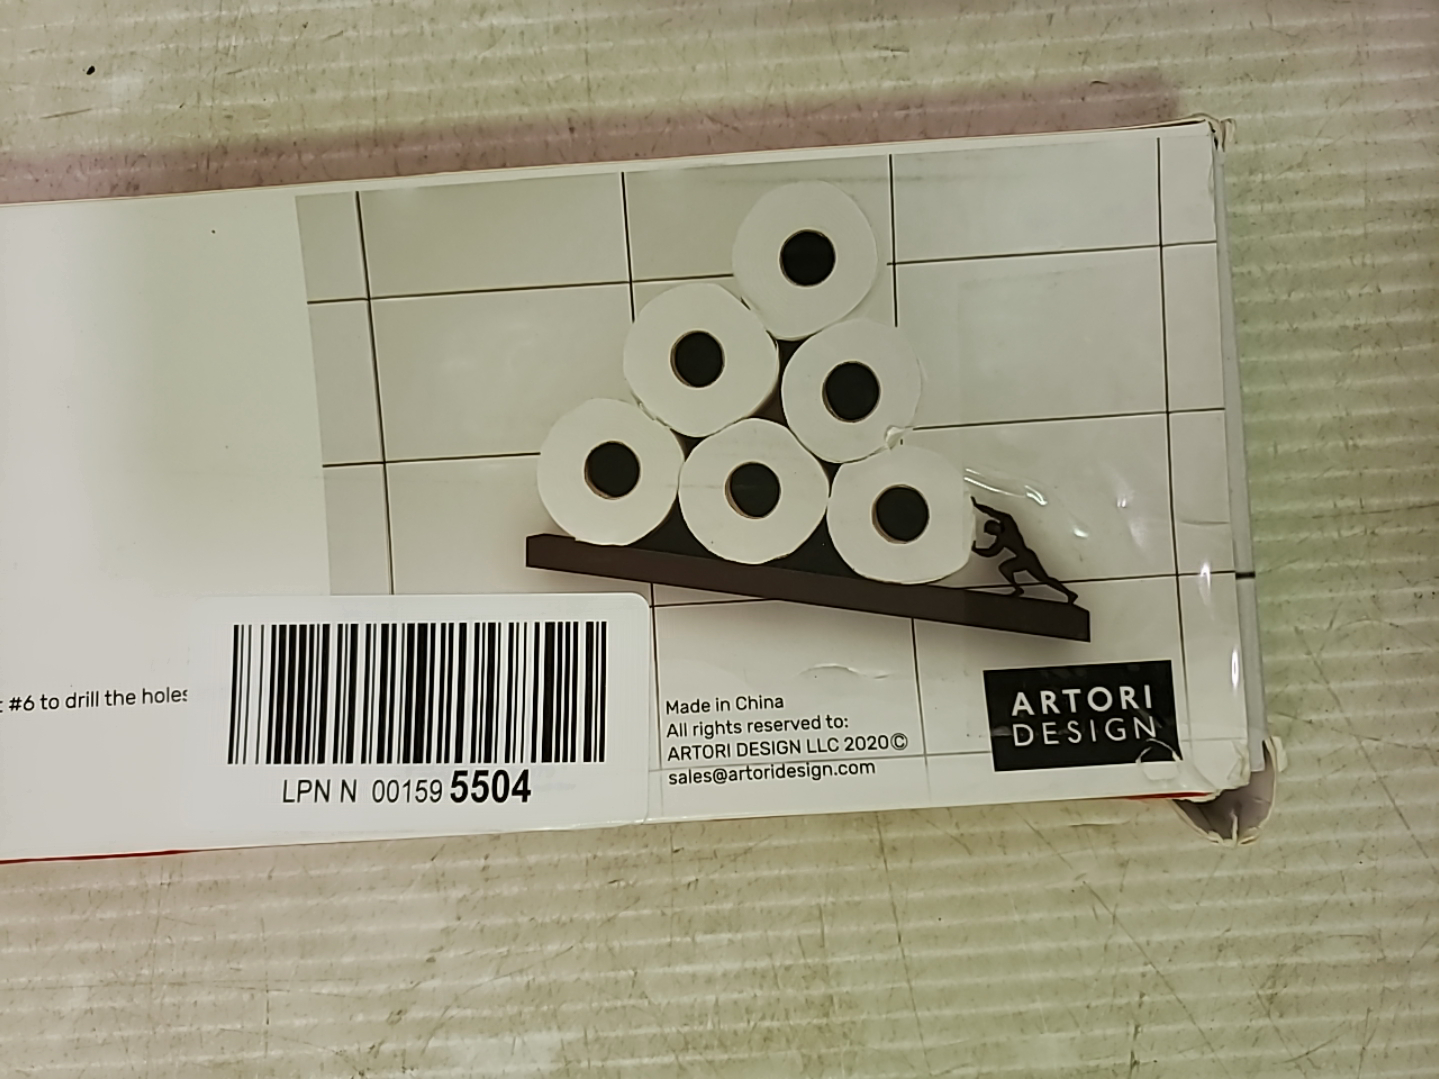 #6 to drill the holes
LPN N 00159 5504
Made in China
All rights reserved to:
ARTORI DESIGN LLC 2020©
sales@artoridesign.com
ARTORI
DESIGN